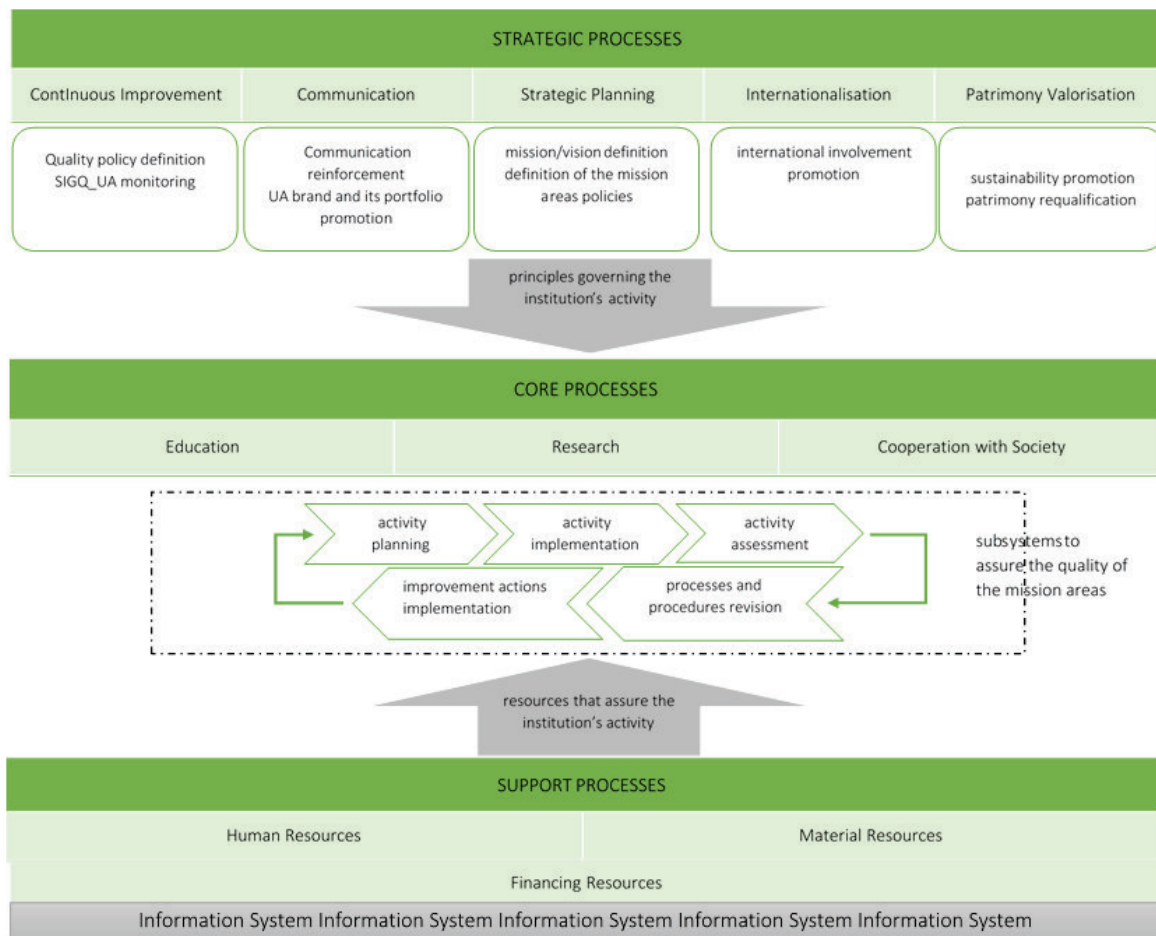 STRATEGIC PROCESSES
ContInuous Improvement
Communication
Strategic Planning
Internationalisation
Patrimony Valorisation
Quality policy definition
SIGQ_UA monitoring
Communication
reinforcement
UA brand and its portfolio
promotion
mission/vision definition
definition of the mission
areas policies
international involvement
promotion
sustainability promotion
patrimony requalification
principles governing the
institution's activity
CORE PROCESSES
Education
Research
Cooperation with Society
activity
planning
activity
implementation
activity
assessment
improvement actions
implementation
processes and
procedures revision
subsystems to
assure the quality of
the mission areas
resources that assure the
institution's activity
SUPPORT PROCESSES
Human Resources
Material Resources
Financing Resources
Information System Information System Information System Information System Information System